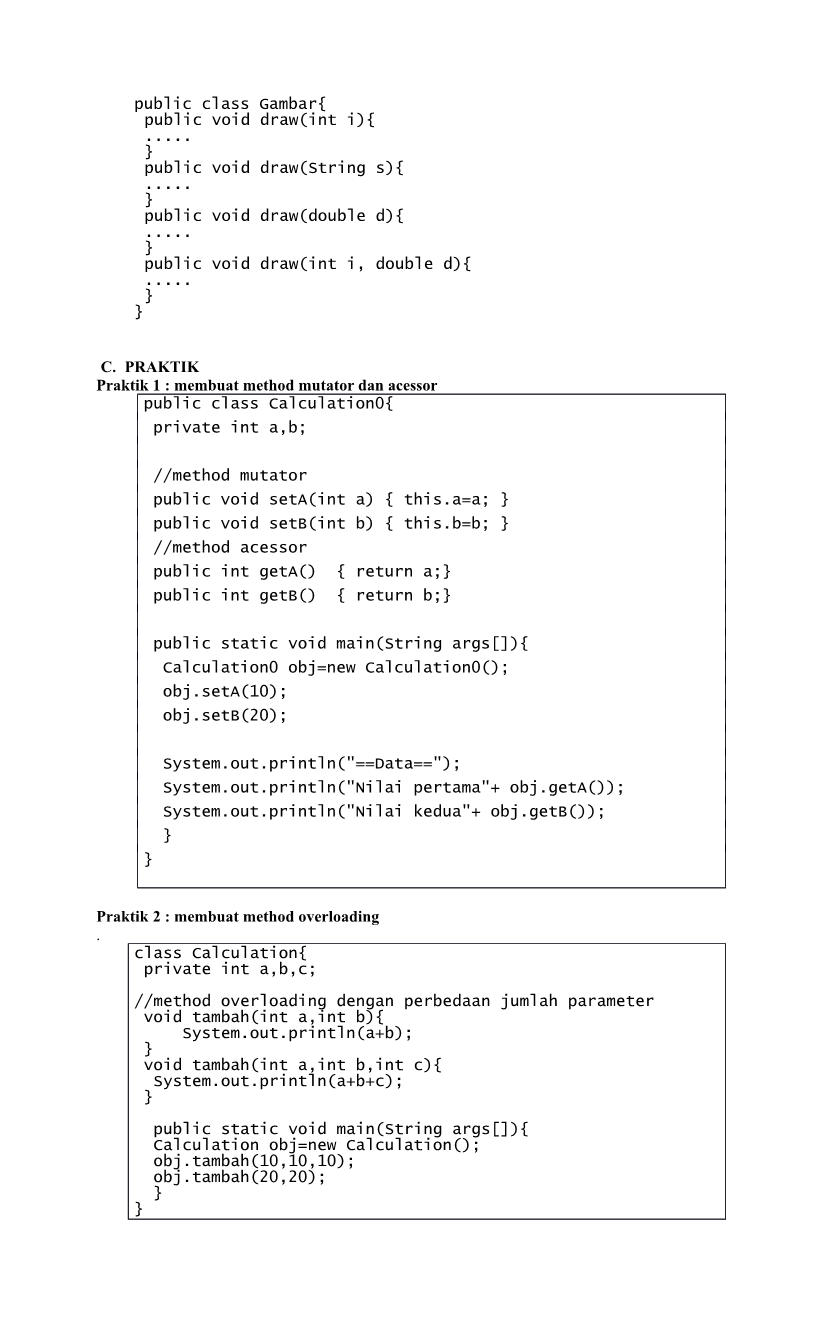 public class Gambar{
public void draw(int i){
.....
}
public void draw(String s){
.....
}
public void draw(double d){
.....
}
public void draw(int i, double d){
.....
}
}
C. PRAKTIK
Praktik 1 : membuat method mutator dan acessor
public class Calculation0{
private int a,b;
//method mutator
public void setA(int a) { this.a=a; }
public void setB(int b) { this.b=b; }
//method acessor
public int getA()  { return a;}
public int getB()  { return b;}
public static void main(String args[]){
Calculation0 obj=new Calculation0();
obj.setA(10);
obj.setB(20);
System.out.println("==Data==");
System.out.println("Nilai pertama"+ obj.getA());
System.out.println("Nilai kedua"+ obj.getB());
}
}
Praktik 2 : membuat method overloading
.
class Calculation{
private int a,b,c;
//method overloading dengan perbedaan jumlah parameter
void tambah(int a,int b){
System.out.println(a+b);
}
void tambah(int a,int b,int c){
System.out.println(a+b+c);
}
public static void main(String args[]){
Calculation obj=new Calculation();
obj.tambah(10,10,10);
obj.tambah(20,20);
}
}